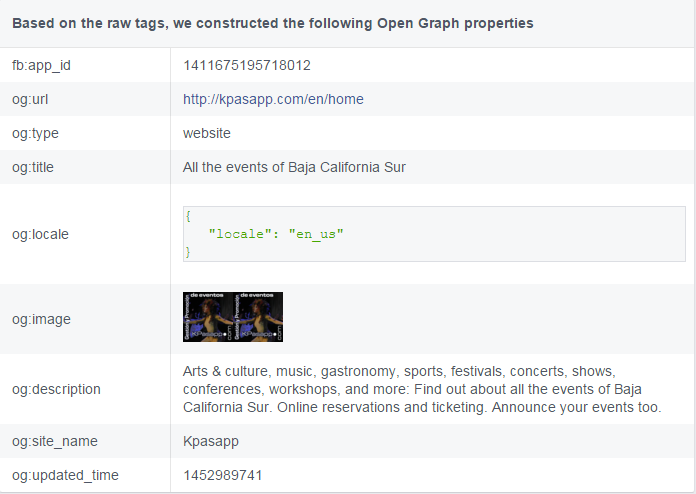 Based on the raw tags, we constructed the following Open Graph properties
fb:app_id 1411675195718012
og:url http://kpasapp.com/en/home
og:type website
og:title All the events of Baja California Sur
og:locale {
"locale": "en_us"
}
og:image
de eventos de eventos
KPasapp.com KPasapp.com
og:description Arts & culture, music, gastronomy, sports, festivals, concerts, shows,
conferences, workshops, and more: Find out about all the events of Baja
California Sur. Online reservations and ticketing. Announce your events too.
og:site_name Kpasapp
og:updated_time 1452989741